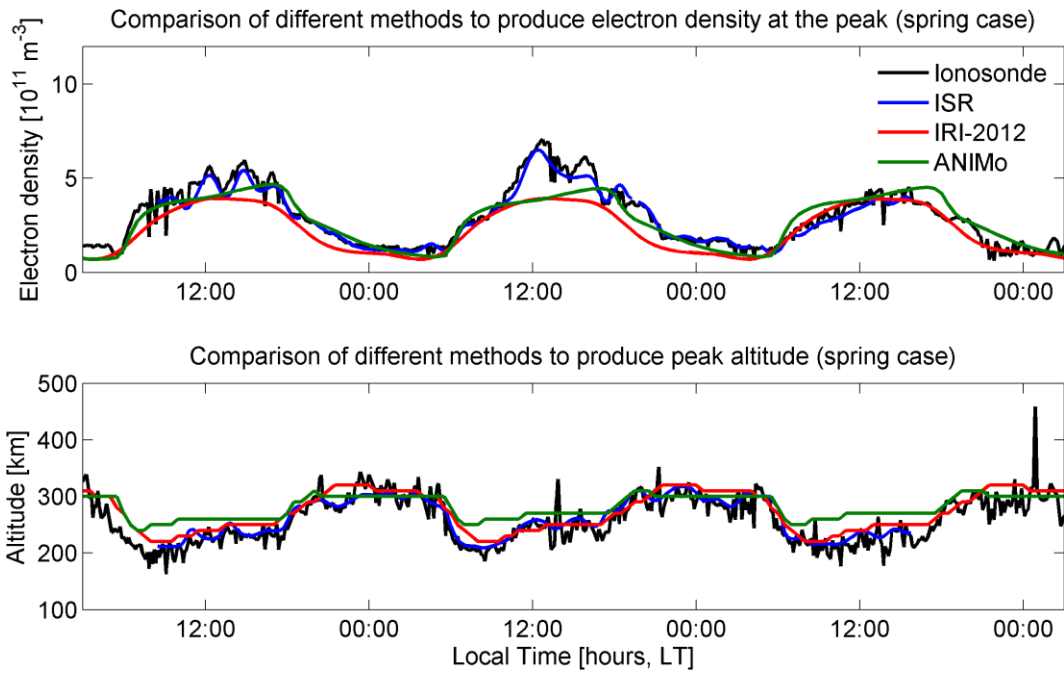 Comparison of different methods to produce electron density at the peak (spring case)
Electron density [10¹¹ m⁻³]
10
5
0
Ionosonde
ISR
IRI-2012
ANIMo
12:00 00:00 12:00 00:00 12:00 00:00
Comparison of different methods to produce peak altitude (spring case)
Altitude [km]
500
400
300
200
100
12:00 00:00 12:00 00:00 12:00 00:00
Local Time [hours, LT]